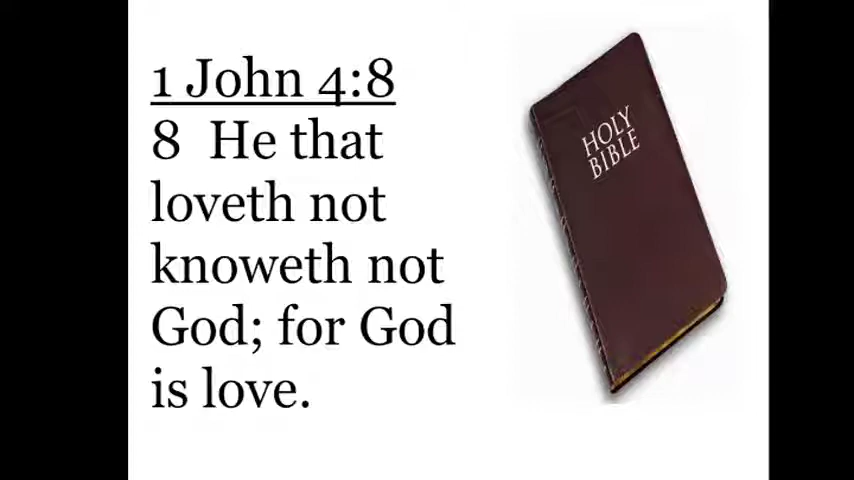 1 John 4:8
8  He that
loveth not
knoweth not
God; for God
is love.
HOLY
BIBLE